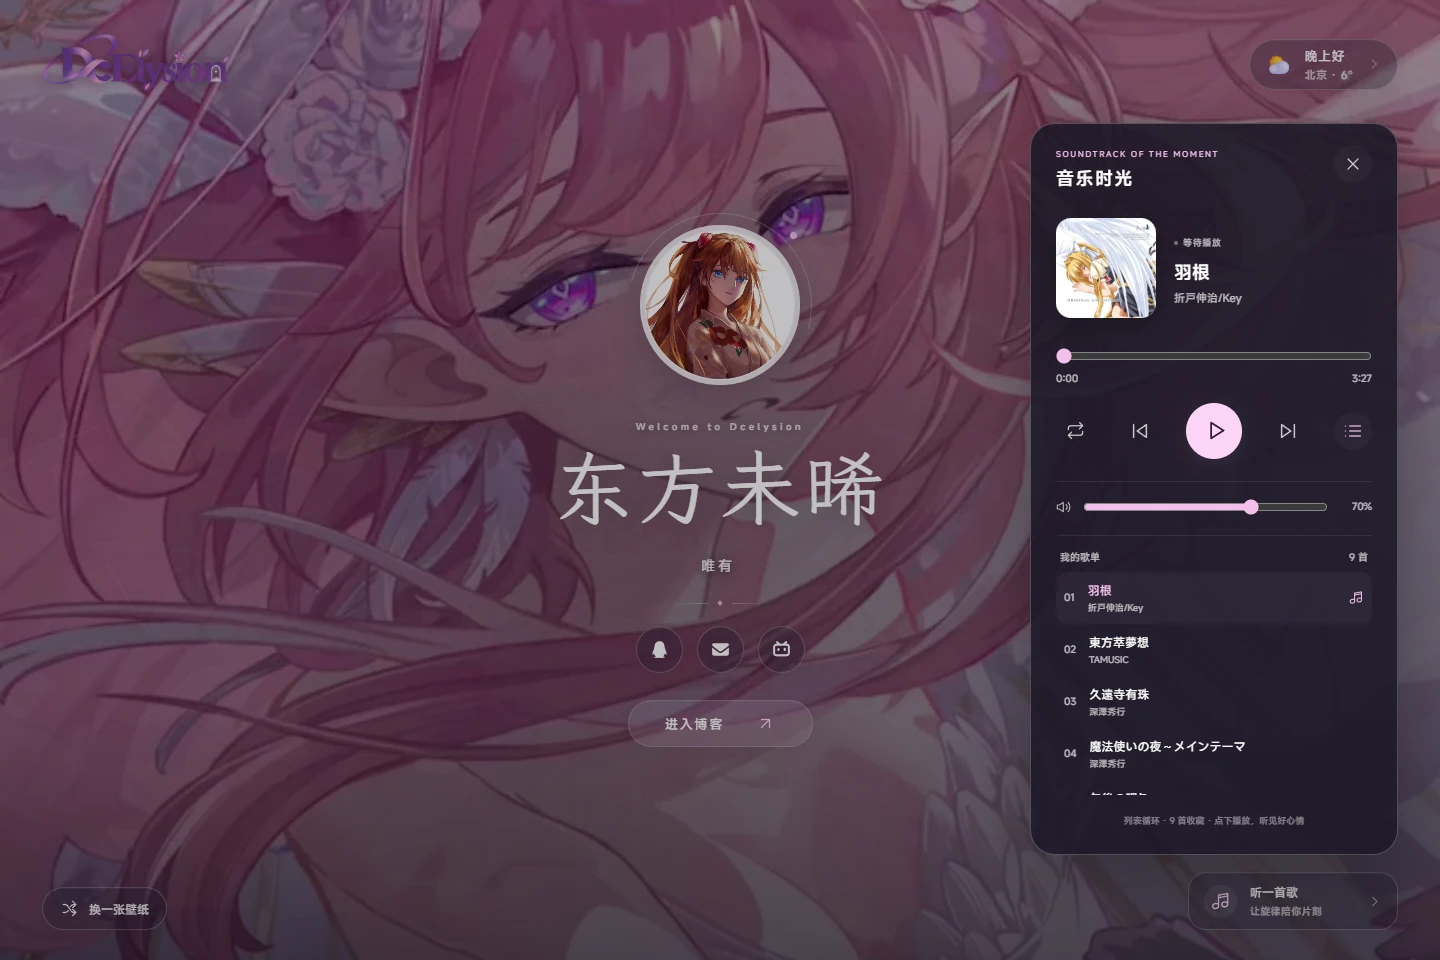 DcElysion
晚上好
北京 · 6°
SOUNDTRACK OF THE MOMENT
音乐时光
等待播放
羽根
折戸伸治/Key
0:00
3:27
70%
我的歌单
9 首
01
羽根
折戸伸治/Key
02
東方萃夢想
TAMUSIC
03
久遠寺有珠
深澤秀行
04
魔法使いの夜～メインテーマ
深澤秀行
列表循环 · 9 首收藏 · 点下播放，听见好心情
Welcome to Dcelysion
东方未晞
唯有
进入博客
换一张壁纸
听一首歌
让旋律陪你片刻